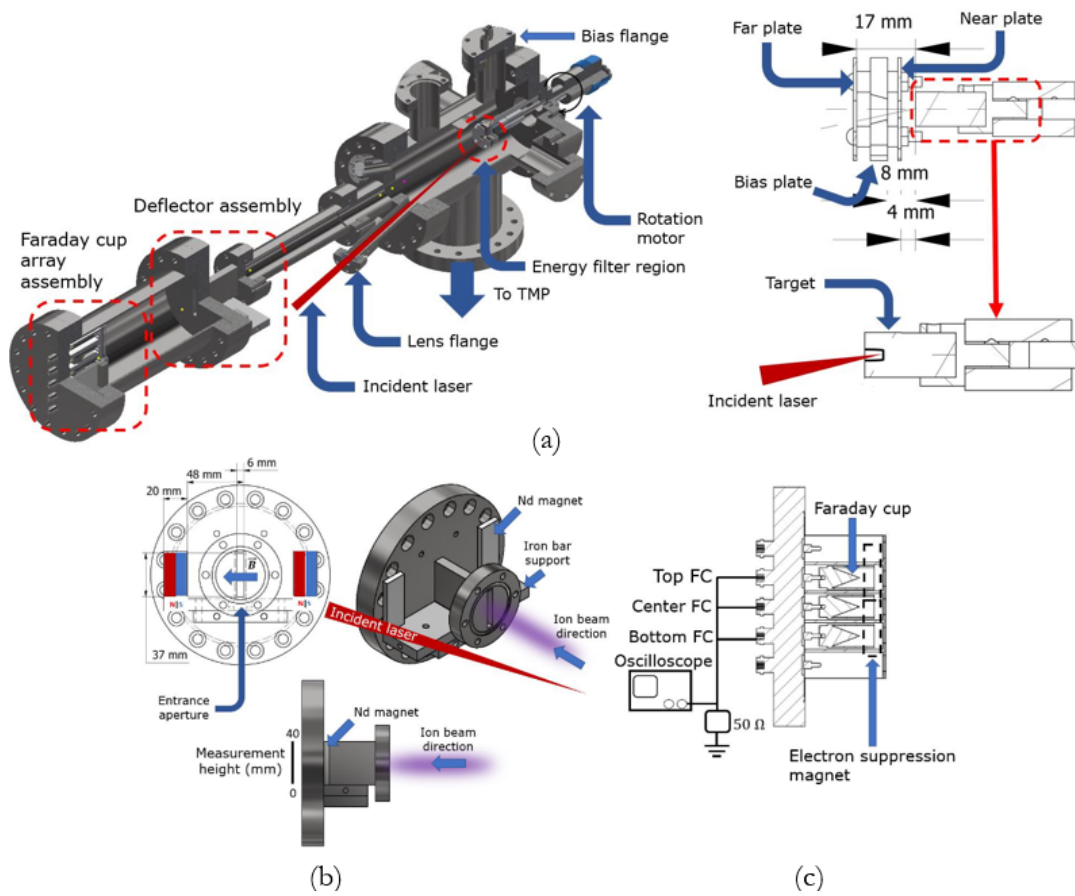 Bias flange
17 mm
Near plate
Far plate
Deflector assembly
Faraday cup
array
assembly
Rotation
motor
Energy filter region
To TMP
Lens flange
Incident laser
Bias plate
8 mm
4 mm
Target
Incident laser
(a)
6 mm
48 mm
20 mm
B
N S
N S
37 mm
Entrance
aperture
Nd magnet
Iron bar
support
Incident laser
Ion beam
direction
Nd magnet
Ion beam
direction
40
Measurement
height (mm)
0
(b)
Faraday cup
Top FC
Center FC
Bottom FC
Oscilloscope
50 Ω
Electron suppression
magnet
(c)